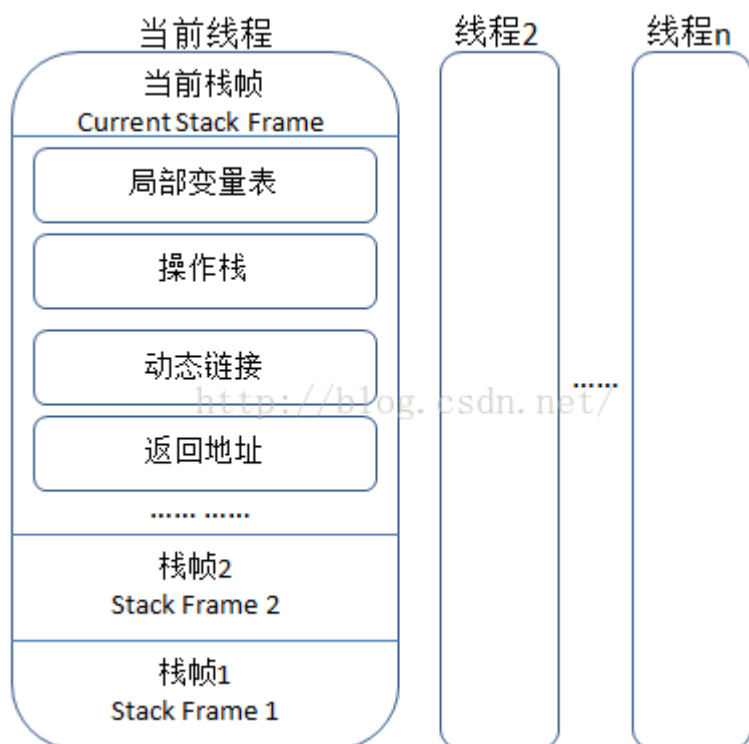 当前线程
线程2
线程n
当前栈帧
Current Stack Frame
局部变量表
操作栈
动态链接
……
http://blog.csdn.net/
返回地址
…… ……
栈帧2
Stack Frame 2
栈帧1
Stack Frame 1